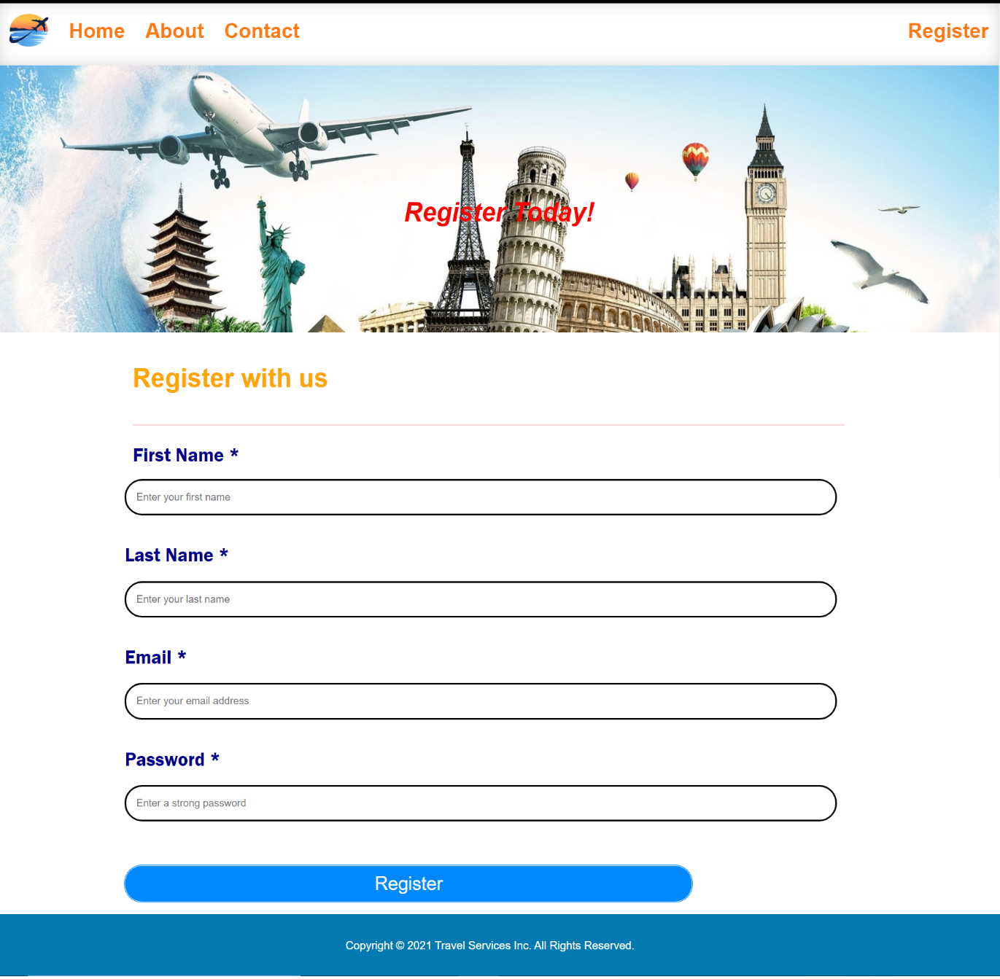 Home About Contact Register
Register Today!
Register with us
First Name *
Enter your first name
Last Name *
Enter your last name
Email *
Enter your email address
Password *
Enter a strong password
Register
Copyright © 2021 Travel Services Inc. All Rights Reserved.